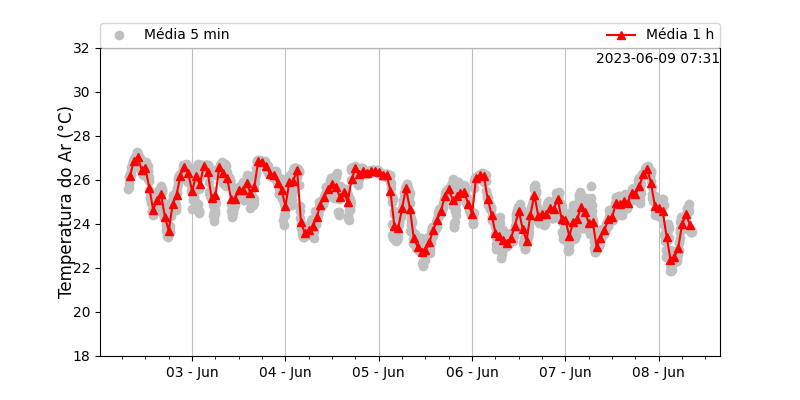 Média 5 min
Média 1 h
2023-06-09 07:31
Temperatura do Ar (°C)
32
30
28
26
24
22
20
18
03 - Jun
04 - Jun
05 - Jun
06 - Jun
07 - Jun
08 - Jun